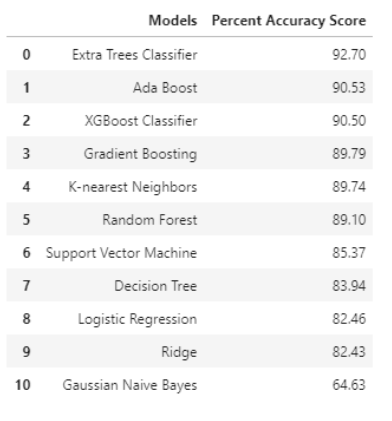 Models Percent Accuracy Score
0 Extra Trees Classifier 92.70
1 Ada Boost 90.53
2 XGBoost Classifier 90.50
3 Gradient Boosting 89.79
4 K-nearest Neighbors 89.74
5 Random Forest 89.10
6 Support Vector Machine 85.37
7 Decision Tree 83.94
8 Logistic Regression 82.46
9 Ridge 82.43
10 Gaussian Naive Bayes 64.63